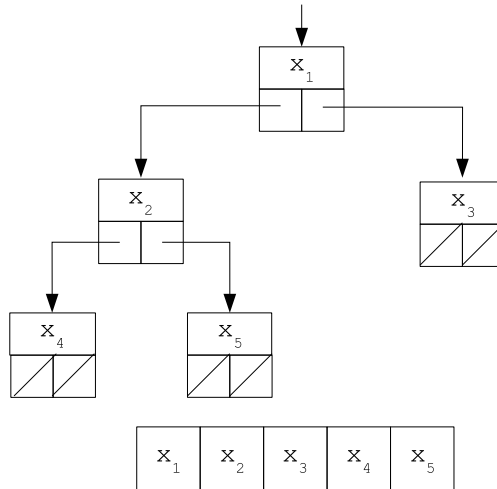 x₁
x₂
x₃
x₄
x₅
x₁ x₂ x₃ x₄ x₅